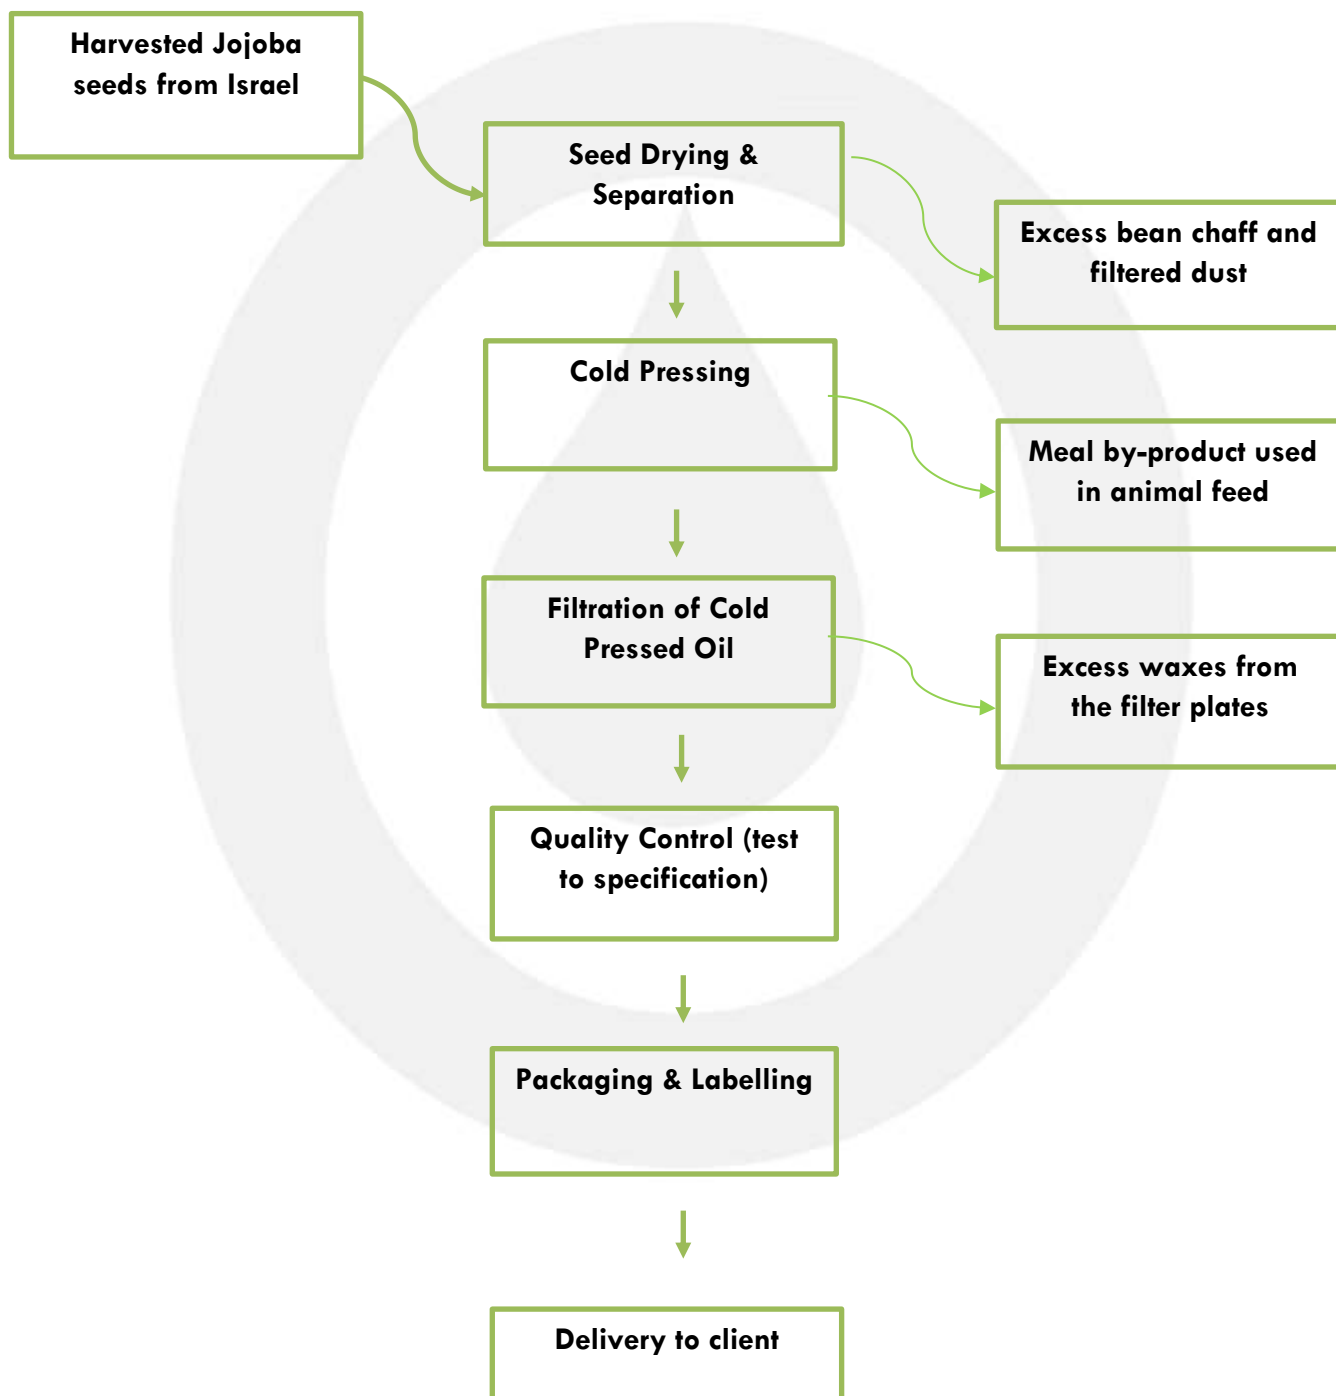 Harvested Jojoba
seeds from Israel
Seed Drying &
Separation
Excess bean chaff and
filtered dust
Cold Pressing
Meal by-product used
in animal feed
Filtration of Cold
Pressed Oil
Excess waxes from
the filter plates
Quality Control (test
to specification)
Packaging & Labelling
Delivery to client